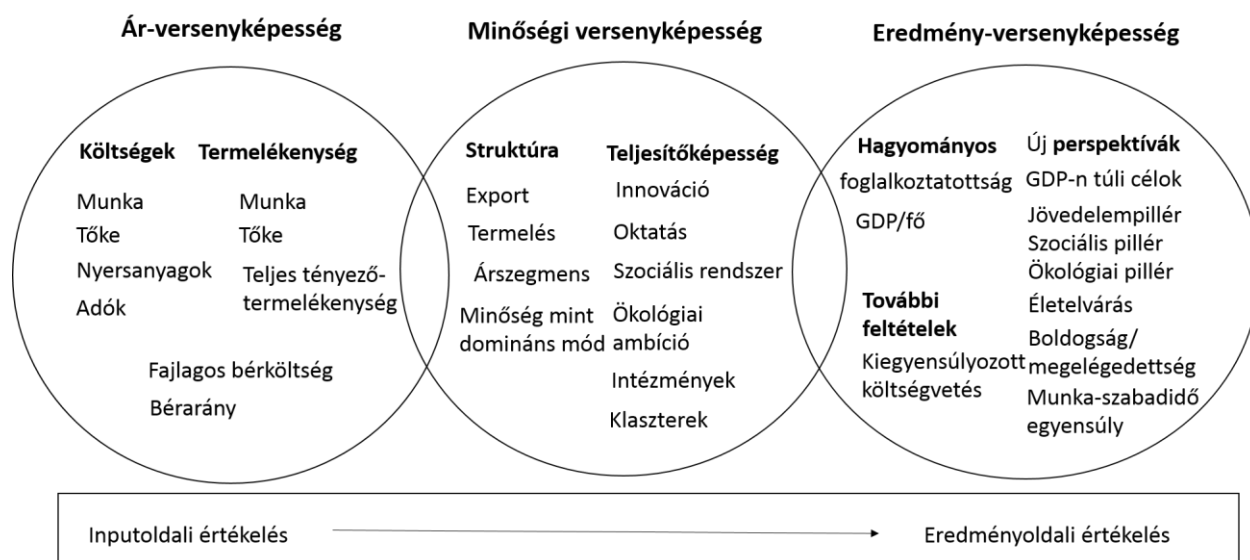 Ár-versenyképesség
Minőségi versenyképesség
Eredmény-versenyképesség
Költségek
Munka
Tőke
Nyersanyagok
Adók
Termelékenység
Munka
Tőke
Teljes tényező-
termelékenység
Fajlagos bérköltség
Bérarány
Struktúra
Export
Termelés
Árszegmens
Minőség mint
domináns mód
Teljesítőképesség
Innováció
Oktatás
Szociális rendszer
Ökológiai
ambíció
Intézmények
Klaszterek
Hagyományos
foglalkoztatottság
GDP/fő
További
feltételek
Kiegyensúlyozott
költségvetés
Új perspektívák
GDP-n túli célok
Jövedelempillér
Szociális pillér
Ökológiai pillér
Életelvárás
Boldogság/
megelégedettség
Munka-szabadidő
egyensúly
Inputoldali értékelés
Eredményoldali értékelés